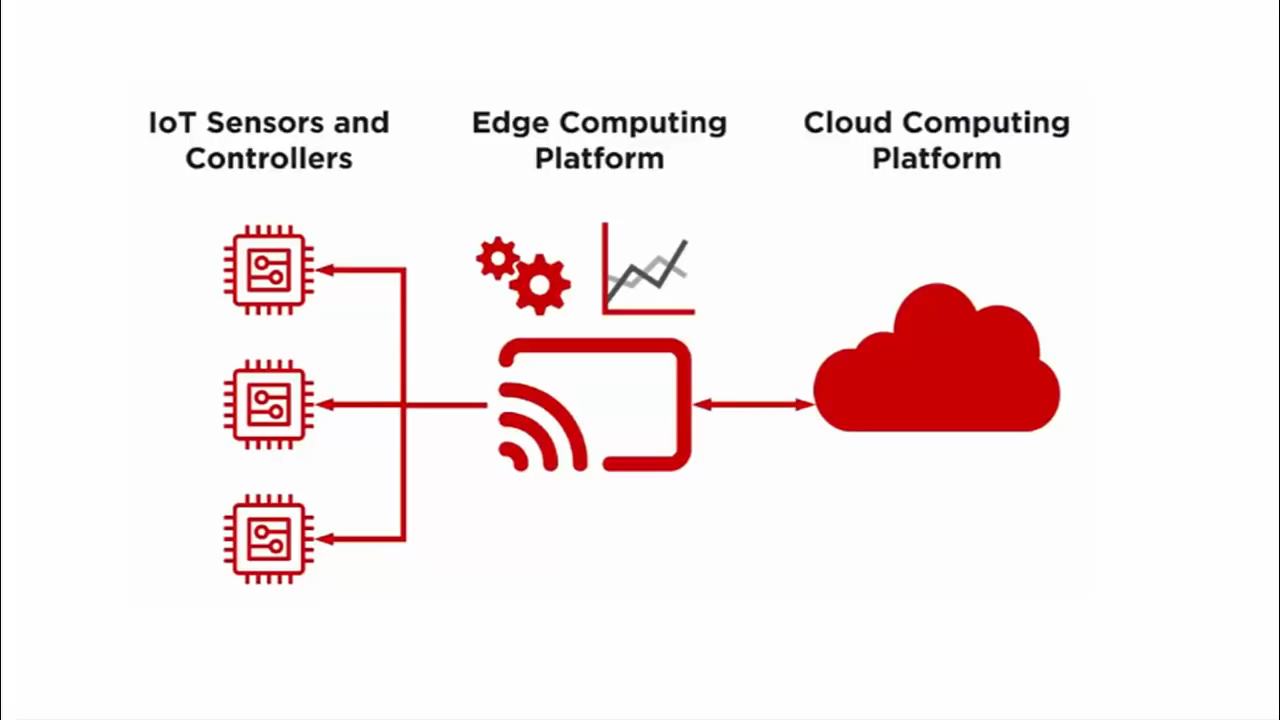 IoT Sensors and
Controllers
Edge Computing
Platform
Cloud Computing
Platform